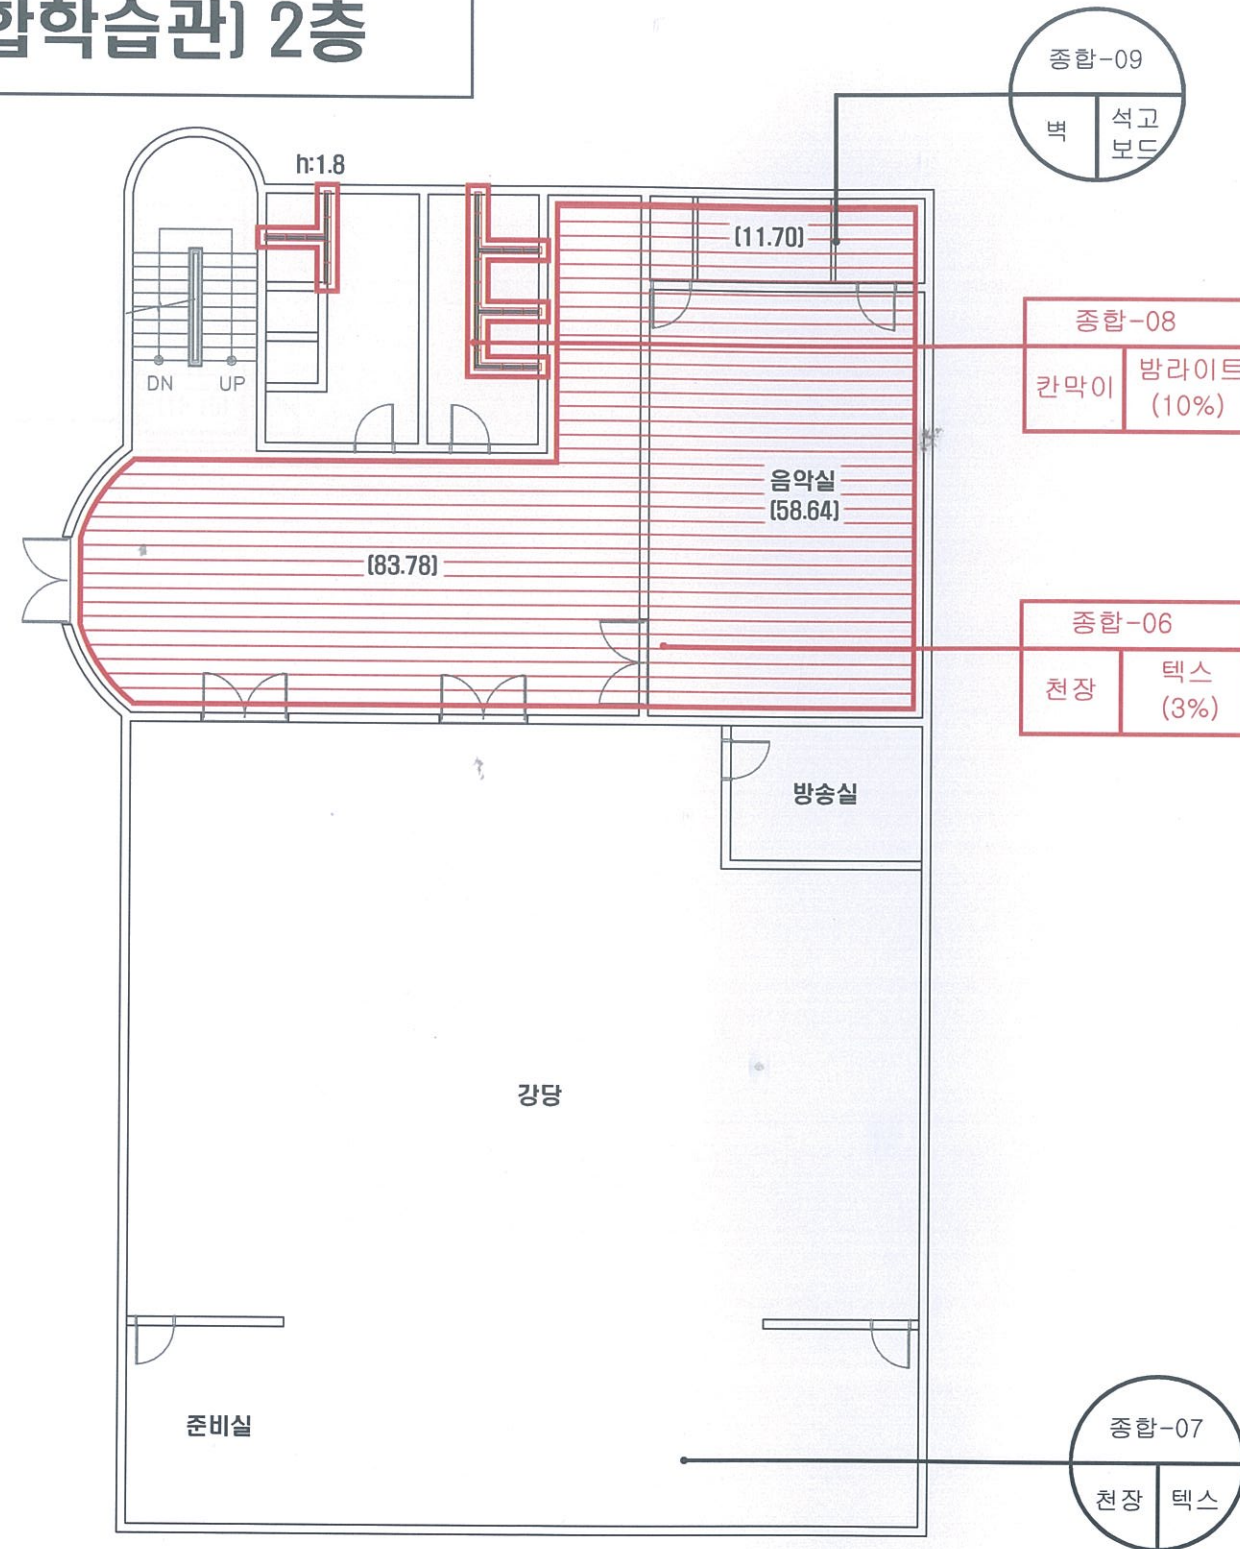 합학습관) 2층
종합-09
벽
석고
보드
h:1.8
(11.70)
종합-08
칸막이
밤라이트
(10%)
DN
UP
음악실
(58.64)
(83.78)
종합-06
천장
텍스
(3%)
방송실
강당
준비실
종합-07
천장
텍스